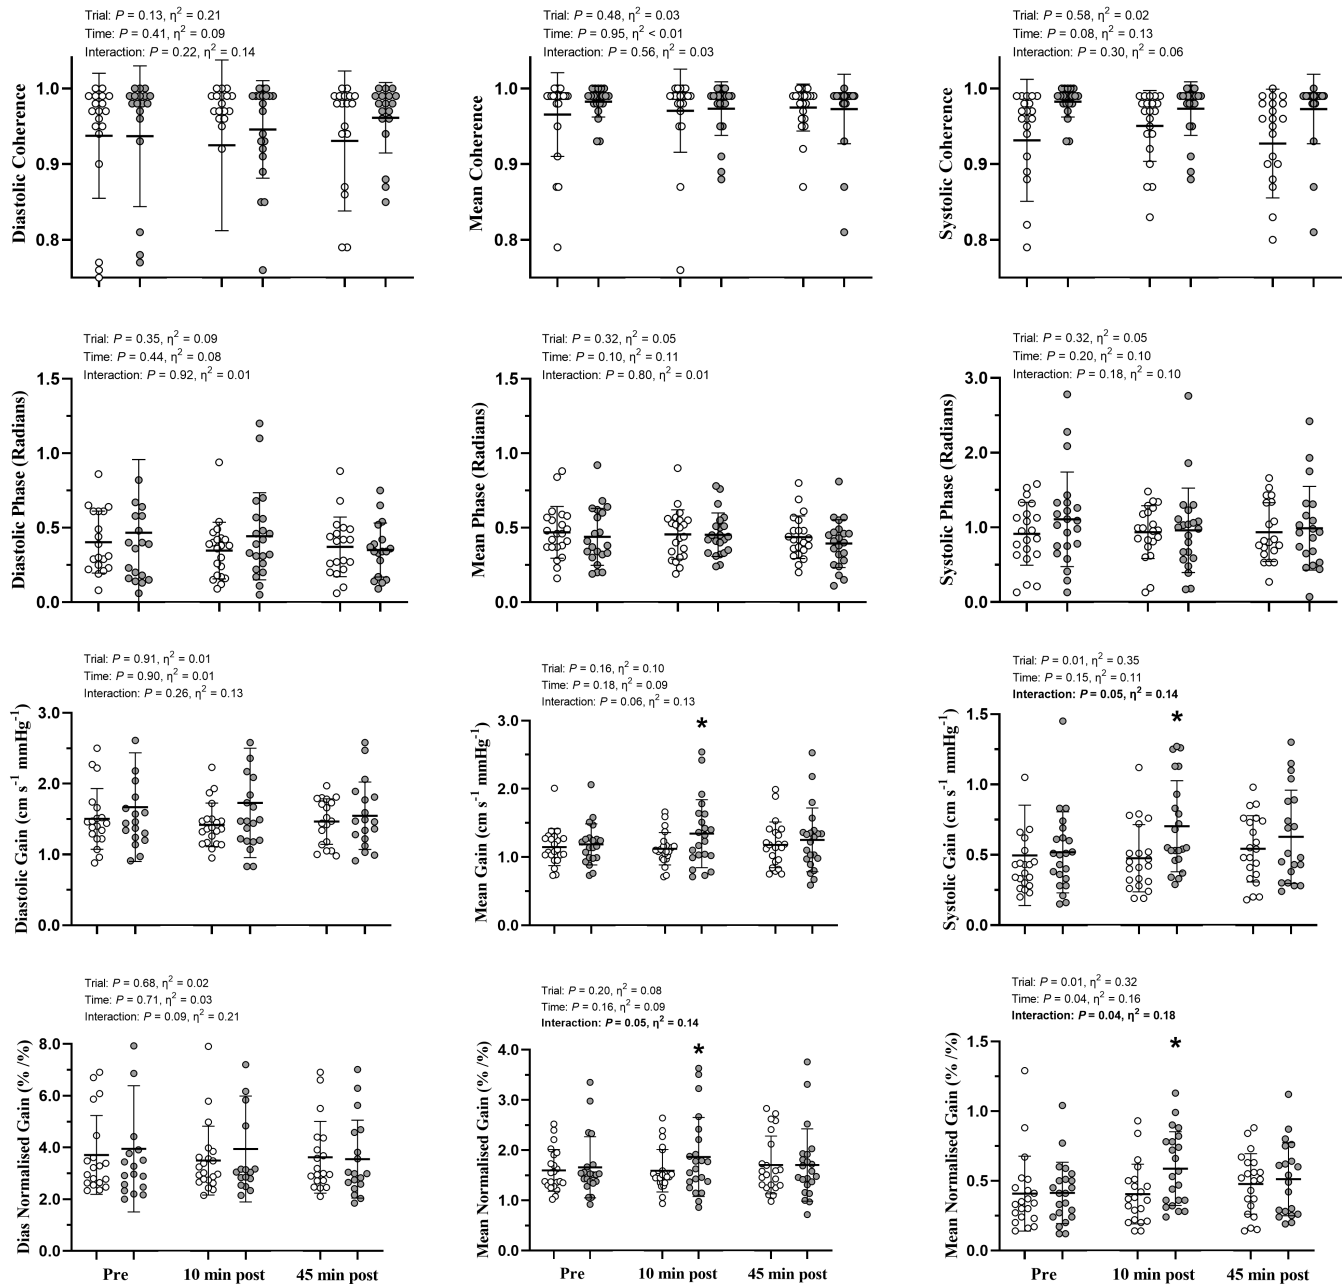 Trial: P = 0.13, η² = 0.21
Time: P = 0.41, η² = 0.09
Interaction: P = 0.22, η² = 0.14
1.0
0.9
0.8
Diastolic Coherence
Trial: P = 0.48, η² = 0.03
Time: P = 0.95, η² < 0.01
Interaction: P = 0.56, η² = 0.03
1.0
0.9
0.8
Mean Coherence
Trial: P = 0.58, η² = 0.02
Time: P = 0.08, η² = 0.13
Interaction: P = 0.30, η² = 0.06
1.0
0.9
0.8
Systolic Coherence
Trial: P = 0.35, η² = 0.09
Time: P = 0.44, η² = 0.08
Interaction: P = 0.92, η² = 0.01
1.5
1.0
0.5
0.0
Diastolic Phase (Radians)
Trial: P = 0.32, η² = 0.05
Time: P = 0.10, η² = 0.11
Interaction: P = 0.80, η² = 0.01
1.5
1.0
0.5
0.0
Mean Phase (Radians)
Trial: P = 0.32, η² = 0.05
Time: P = 0.20, η² = 0.10
Interaction: P = 0.18, η² = 0.10
3.0
2.0
1.0
0.0
Systolic Phase (Radians)
Trial: P = 0.91, η² = 0.01
Time: P = 0.90, η² = 0.01
Interaction: P = 0.26, η² = 0.13
3.0
2.0
1.0
0.0
Diastolic Gain (cm s⁻¹ mmHg⁻¹)
Trial: P = 0.16, η² = 0.10
Time: P = 0.18, η² = 0.09
Interaction: P = 0.06, η² = 0.13
*
3.0
2.0
1.0
0.0
Mean Gain (cm s⁻¹ mmHg⁻¹)
Trial: P = 0.01, η² = 0.35
Time: P = 0.15, η² = 0.11
Interaction: P = 0.05, η² = 0.14
*
1.5
1.0
0.5
0.0
Systolic Gain (cm s⁻¹ mmHg⁻¹)
Trial: P = 0.68, η² = 0.02
Time: P = 0.71, η² = 0.03
Interaction: P = 0.09, η² = 0.21
8.0
6.0
4.0
2.0
0.0
Dias Normalised Gain (% /%)
Pre 10 min post 45 min post
Trial: P = 0.20, η² = 0.08
Time: P = 0.16, η² = 0.09
Interaction: P = 0.05, η² = 0.14
*
4.0
3.0
2.0
1.0
0.0
Mean Normalised Gain (% /%)
Pre 10 min post 45 min post
Trial: P = 0.01, η² = 0.32
Time: P = 0.04, η² = 0.16
Interaction: P = 0.04, η² = 0.18
*
1.5
1.0
0.5
0.0
Mean Normalised Gain (% /%)
Pre 10 min post 45 min post